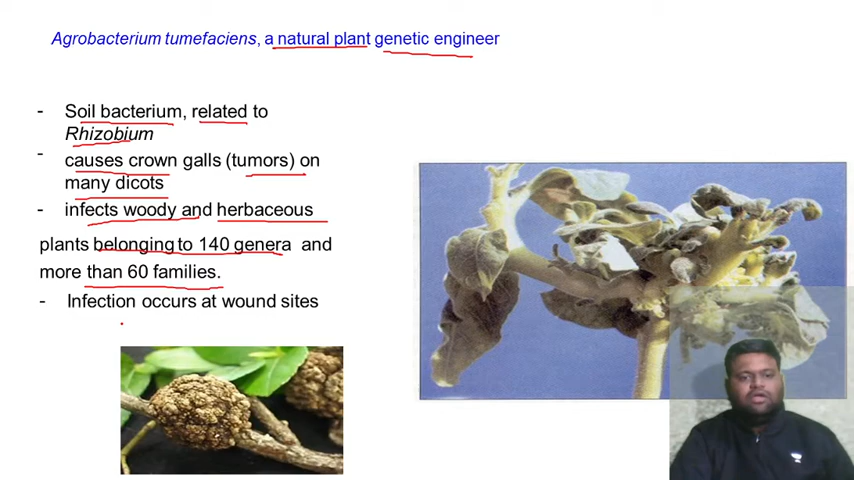 Agrobacterium tumefaciens, a natural plant genetic engineer
- Soil bacterium, related to
Rhizobium
- causes crown galls (tumors) on
many dicots
- infects woody and herbaceous
plants belonging to 140 genera and
more than 60 families.
- Infection occurs at wound sites